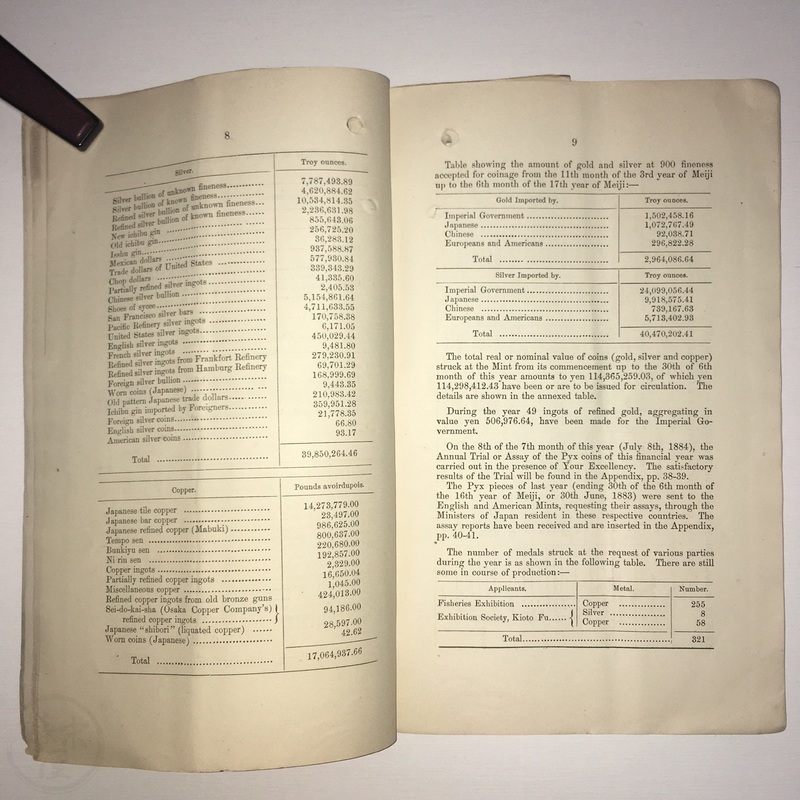 8
Silver. Troy ounces.
Silver bullion of unknown fineness............ 7,787,493.89
Silver bullion of known fineness............ 4,620,884.62
Refined silver bullion of unknown fineness... 10,534,814.35
Refined silver bullion of known fineness...... 2,236,631.98
New ichibu gin ............ 855,643.06
Old ichibu gin............ 256,725.20
Isshu gin............ 36,283.12
Mexican dollars ............ 937,588.87
Trade dollars of United States ............ 577,930.84
Chop dollars ............ 339,343.29
Partially refined silver ingots ............ 41,335.60
Chinese silver bullion ............ 2,405.53
Shoes of sycee ............ 5,154,861.64
San Francisco silver bars ............ 4,711,633.55
Pacific Refinery silver ingots ............ 170,758.38
United States silver ingots............ 6,171.05
English silver ingots ............ 450,029.44
French silver ingots ............ 9,481.80
Refined silver ingots from Frankfort Refinery 279,230.91
Refined silver ingots from Hamburg Refinery 69,701.29
Foreign silver bullion ............ 168,999.69
Worn coins (Japanese) ............ 9,443.35
Old pattern Japanese trade dollars............ 210,983.42
Ichibu gin imported by Foreigners............ 359,951.28
Foreign silver coins............ 21,778.35
English silver coins............ 66.80
American silver coins ............ 93.17
Total ............ 39,850,264.46
Copper. Pounds avoirdupois.
Japanese tile copper ............ 14,273,779.00
Japanese bar copper ............ 23,497.00
Japanese refined copper (Mabuki)............ 986,625.00
Tempo sen ............ 800,637.00
Bunkiyu sen ............ 220,680.00
Ni rin sen ............ 192,857.00
Copper ingots ............ 2,329.00
Partially refined copper ingots ............ 16,650.04
Miscellaneous copper ............ 1,045.00
Refined copper ingots from old bronze guns 424,013.00
Sei-do-kai-sha (Osaka Copper Company's)
refined copper ingots ............ 94,186.00
Japanese "shibori" (liquated copper) ...... 28,597.00
Worn coins (Japanese) ............ 42.62
Total ............ 17,064,937.66
9
Table showing the amount of gold and silver at 900 fineness
accepted for coinage from the 11th month of the 3rd year of Meiji
up to the 6th month of the 17th year of Meiji:—
Gold Imported by. Troy ounces.
Imperial Government ............ 1,502,458.16
Japanese ............ 1,072,767.49
Chinese ............ 92,038.71
Europeans and Americans ............ 296,822.28
Total ............ 2,964,086.64
Silver Imported by. Troy ounces.
Imperial Government ............ 24,099,056.44
Japanese ............ 9,918,575.41
Chinese ............ 739,167.63
Europeans and Americans ............ 5,713,402.93
Total ............ 40,470,202.41
The total real or nominal value of coins (gold, silver and copper)
struck at the Mint from its commencement up to the 30th of 6th
month of this year amounts to yen 114,365,259.03, of which yen
114,298,412.43 have been or are to be issued for circulation. The
details are shown in the annexed table.
During the year 49 ingots of refined gold, aggregating in
value yen 506,976.64, have been made for the Imperial Go-
vernment.
On the 8th of the 7th month of this year (July 8th, 1884), the
Annual Trial or Assay of the Pyx coins of this financial year was
carried out in the presence of Your Excellency. The satisfactory
results of the Trial will be found in the Appendix, pp. 38-39.
The Pyx pieces of last year (ending 30th of the 6th month of
the 16th year of Meiji, or 30th June, 1883) were sent to the
English and American Mints, requesting their assays, through the
Ministers of Japan resident in these respective countries. The
assay reports have been received and are inserted in the Appendix,
pp. 40-41.
The number of medals struck at the request of various parties
during the year is as shown in the following table. There are still
some in course of production:—
Applicants. Metal. Number.
Fisheries Exhibition ............ Copper ............ 255
Exhibition Society, Kioto Fu...... Silver ............ 8
Copper ............ 58
Total............ 321